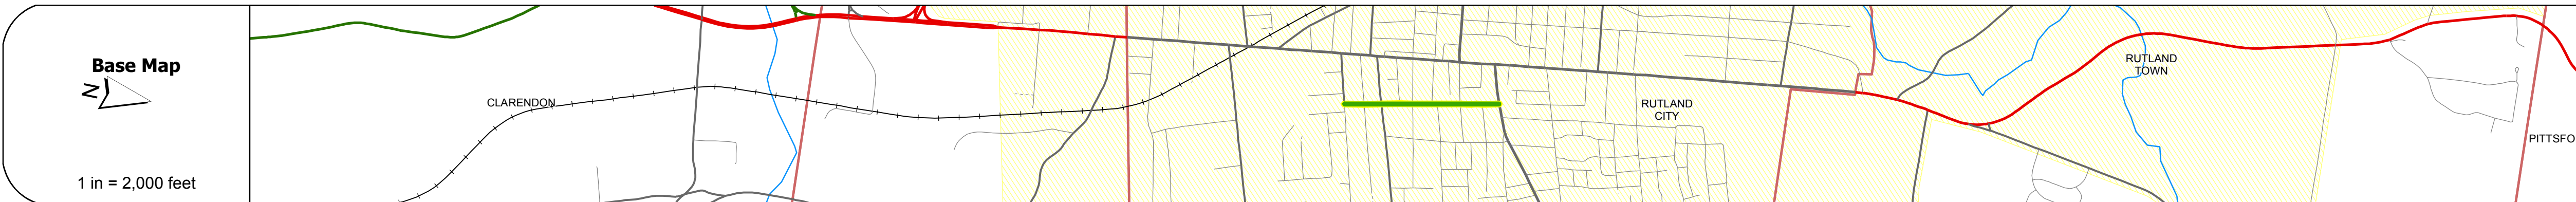 Base Map
N
1 in = 2,000 feet
CLARENDON
RUTLAND
CITY
RUTLAND
TOWN
PITTSFO